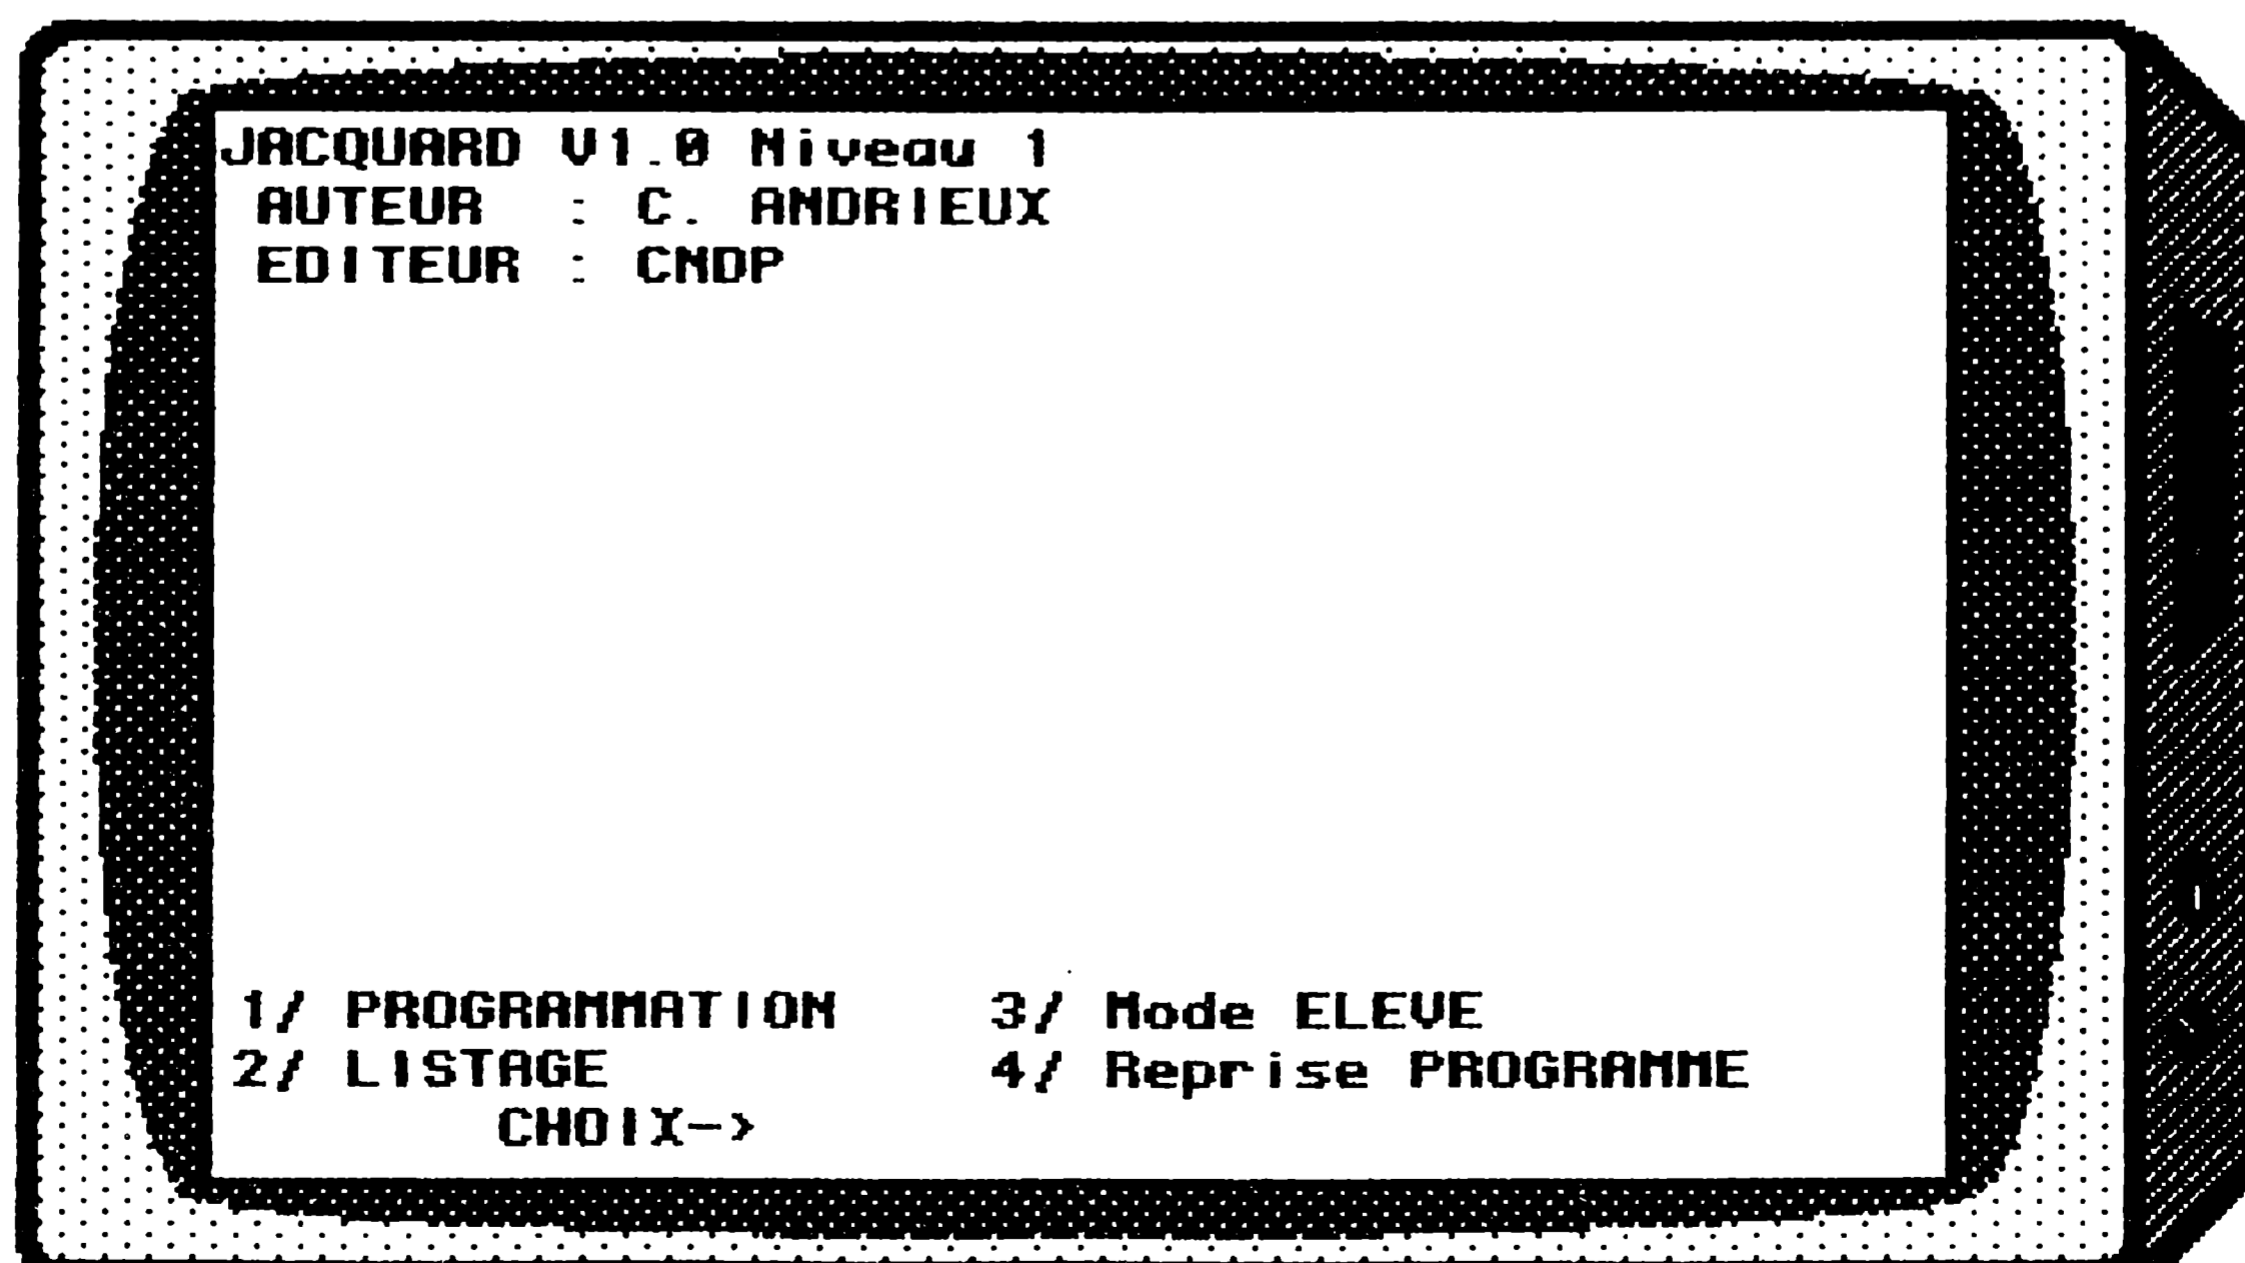 JACQUARD V1.0 Niveau 1
AUTEUR : C. ANDRIEUX
EDITEUR : CNDP
1/ PROGRAMMATION 3/ Mode ELEVE
2/ LISTAGE 4/ Reprise PROGRAMME
CHOIX->